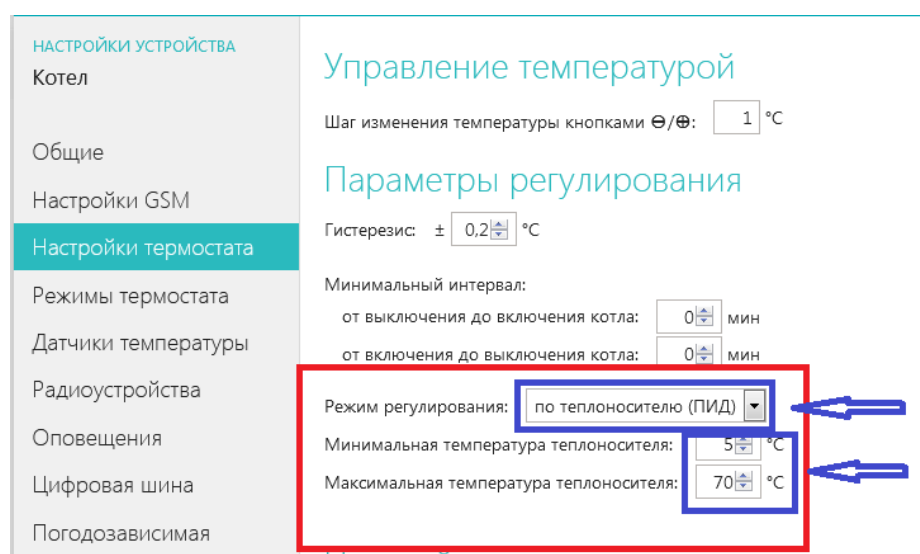 НАСТРОЙКИ УСТРОЙСТВА
Котел
Общие
Настройки GSM
Настройки термостата
Режимы термостата
Датчики температуры
Радиоустройства
Оповещения
Цифровая шина
Погодозависимая
Управление температурой
Шаг изменения температуры кнопками ⊖/⊕: 1 °C
Параметры регулирования
Гистерезис: ± 0,2 °C
Минимальный интервал:
от выключения до включения котла: 0 мин
от включения до выключения котла: 0 мин
Режим регулирования: по теплоносителю (ПИД)
Минимальная температура теплоносителя: 5 °C
Максимальная температура теплоносителя: 70 °C